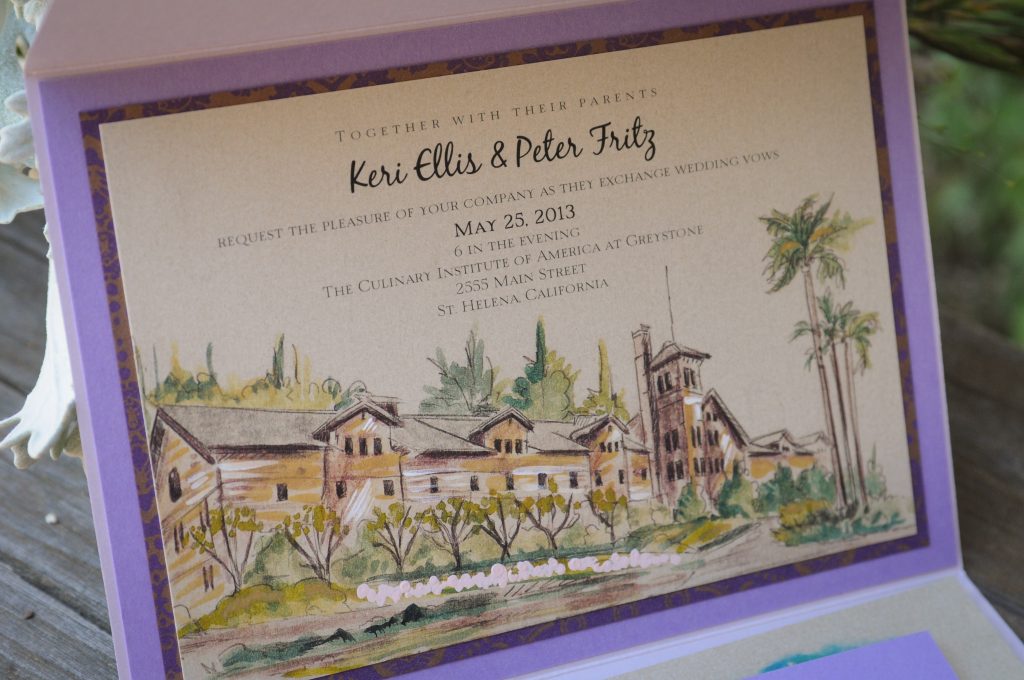 Together with their parents
Keri Ellis & Peter Fritz
request the pleasure of your company as they exchange wedding vows
May 25, 2013
6 in the evening
The Culinary Institute of America at Greystone
2555 Main Street
St. Helena, California